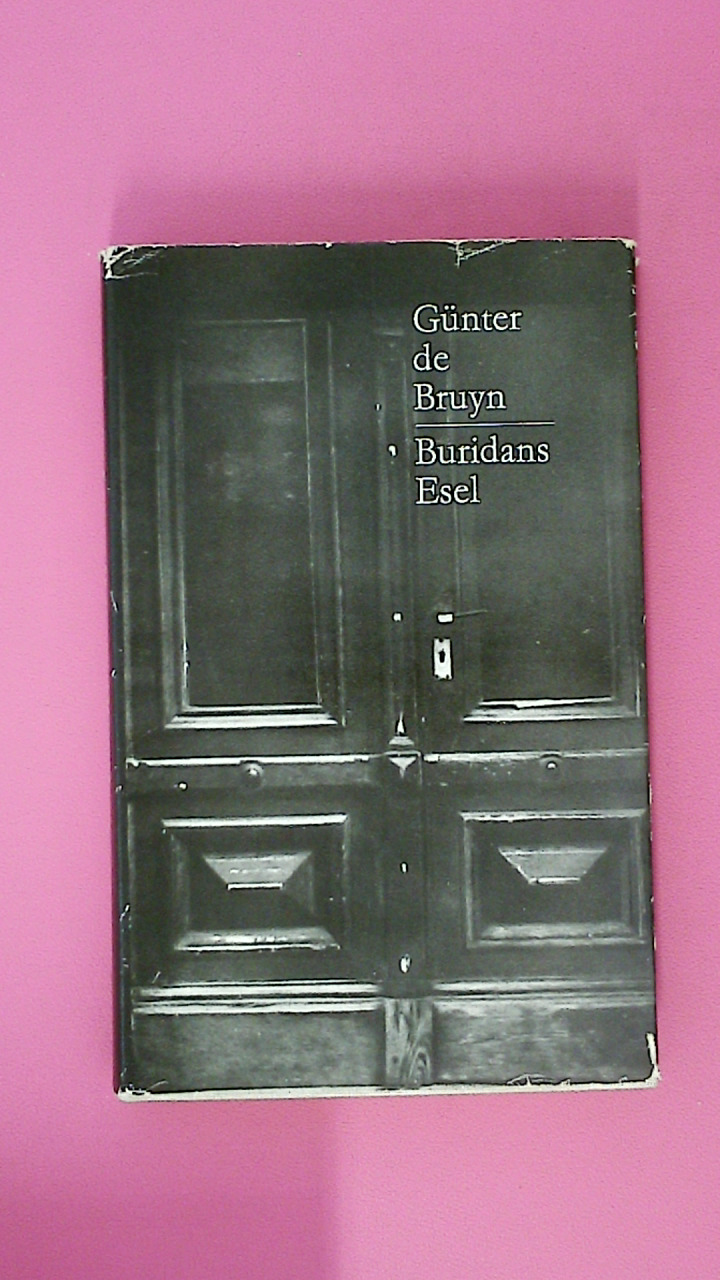 Günter
de
Bruyn
Buridans
Esel